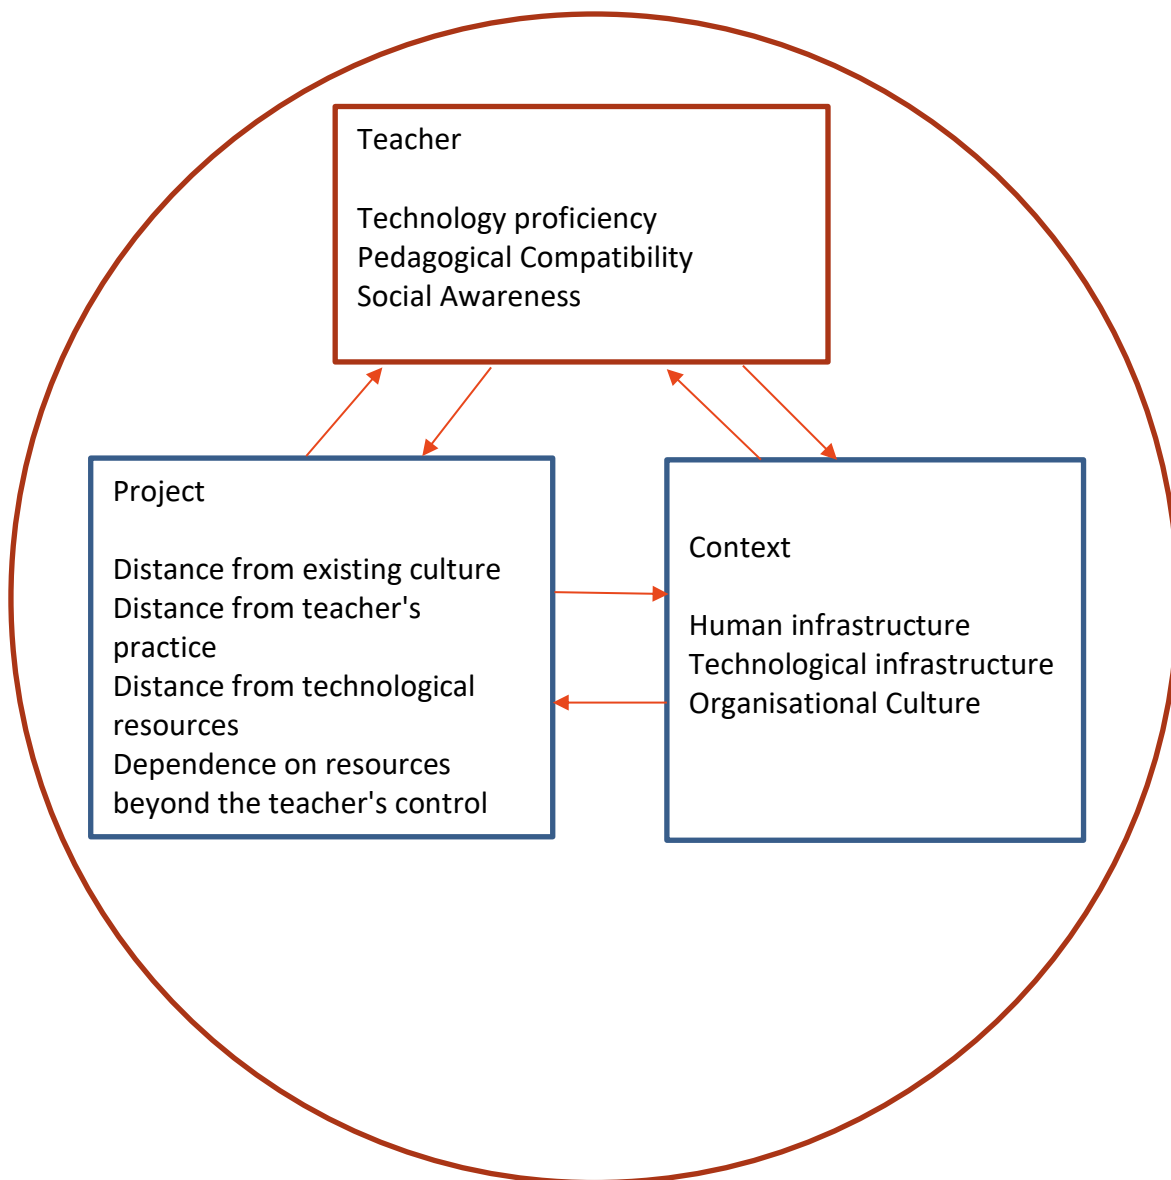 Teacher
Technology proficiency
Pedagogical Compatibility
Social Awareness
Project
Distance from existing culture
Distance from teacher's
practice
Distance from technological
resources
Dependence on resources
beyond the teacher's control
Context
Human infrastructure
Technological infrastructure
Organisational Culture